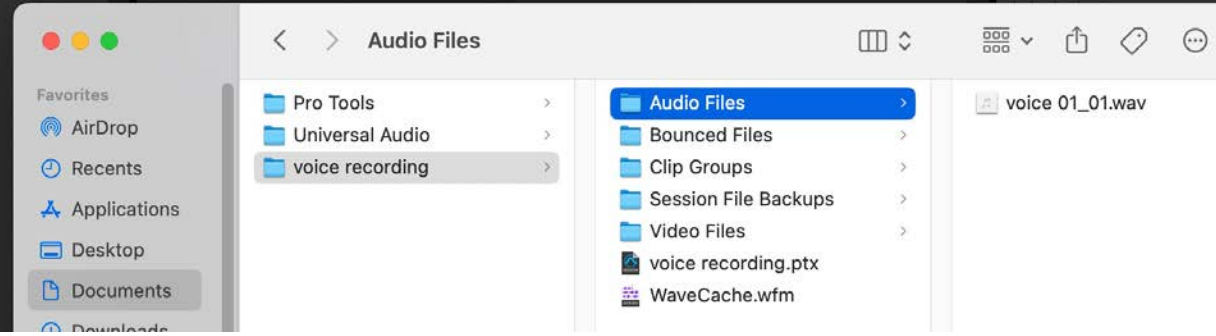 Audio Files
Favorites
AirDrop
Recents
Applications
Desktop
Documents
Downloads
Pro Tools
Universal Audio
voice recording
Audio Files
Bounced Files
Clip Groups
Session File Backups
Video Files
voice recording.ptx
WaveCache.wfm
voice 01_01.wav